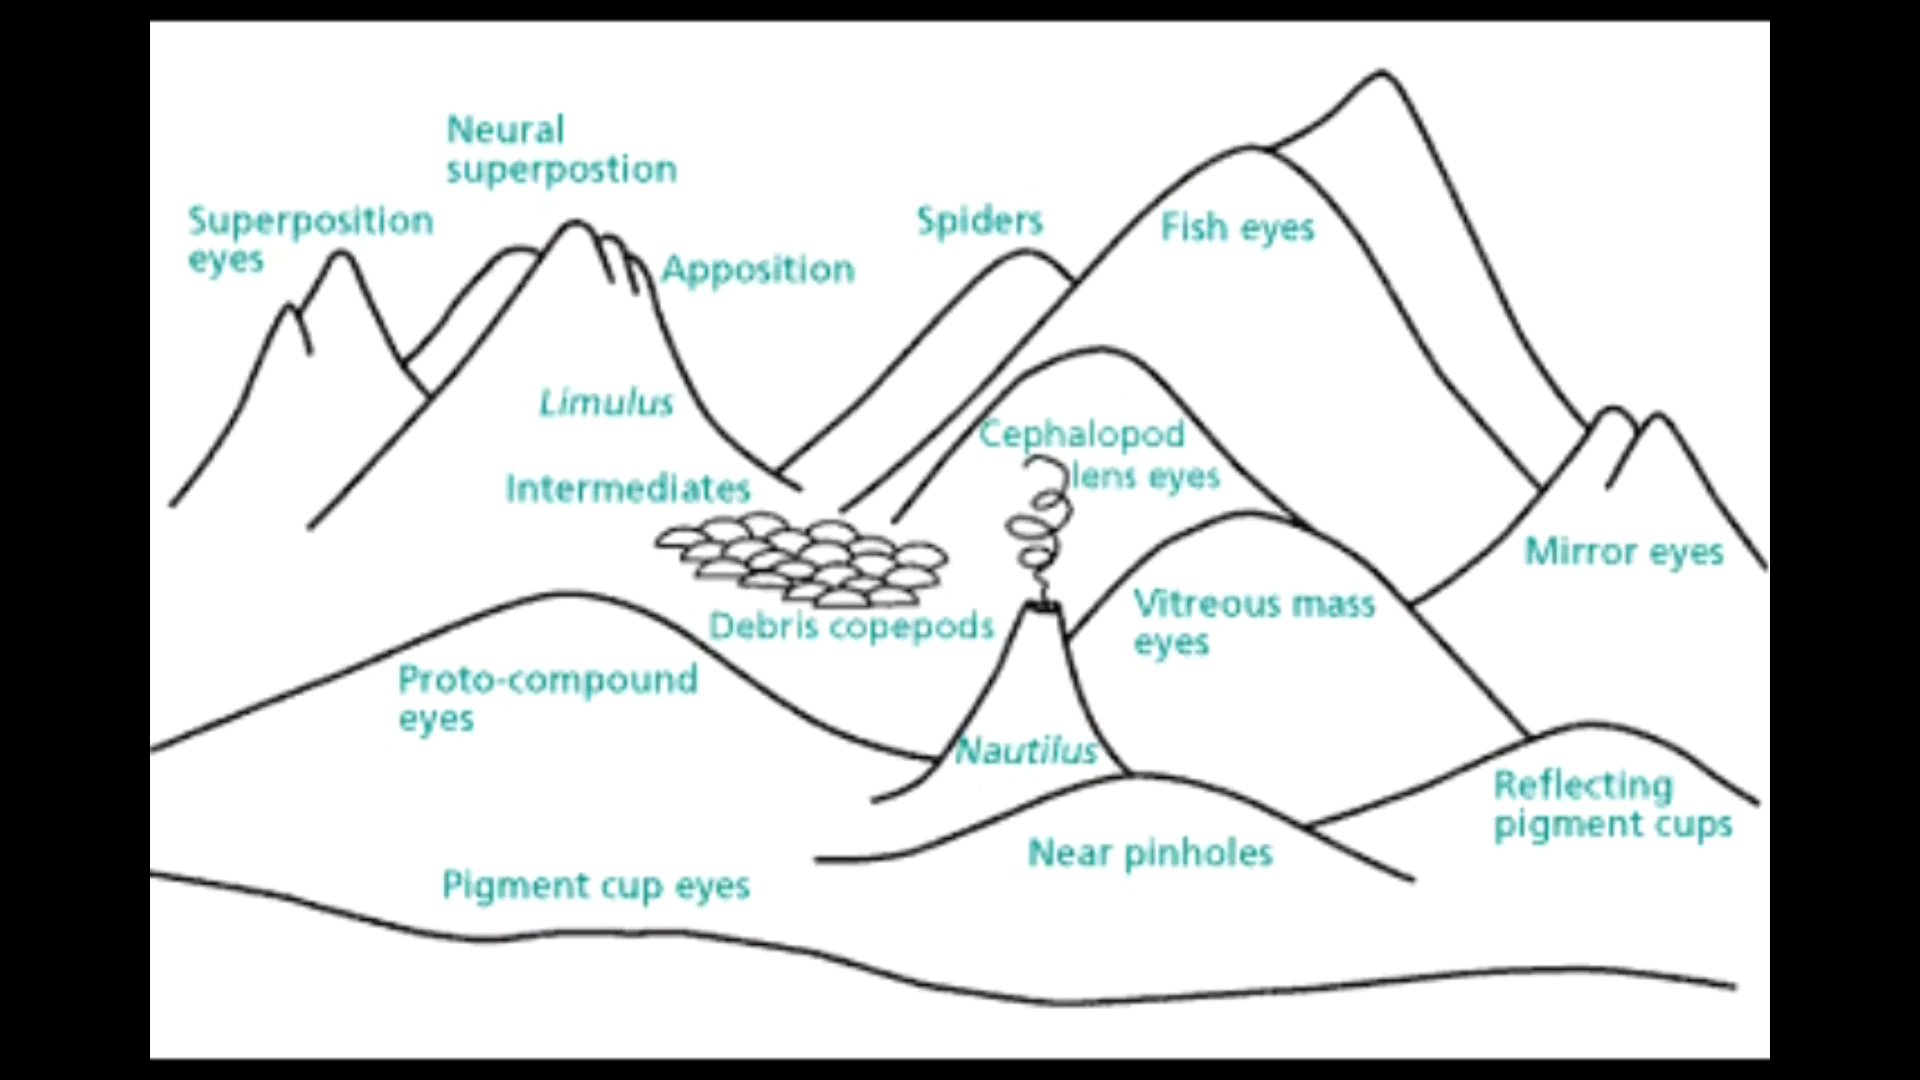 Neural
superpostion
Superposition
eyes
Apposition
Spiders
Fish eyes
Limulus
Cephalopod
lens eyes
Intermediates
Mirror eyes
Debris copepods
Vitreous mass
eyes
Proto-compound
eyes
Nautilus
Reflecting
pigment cups
Near pinholes
Pigment cup eyes